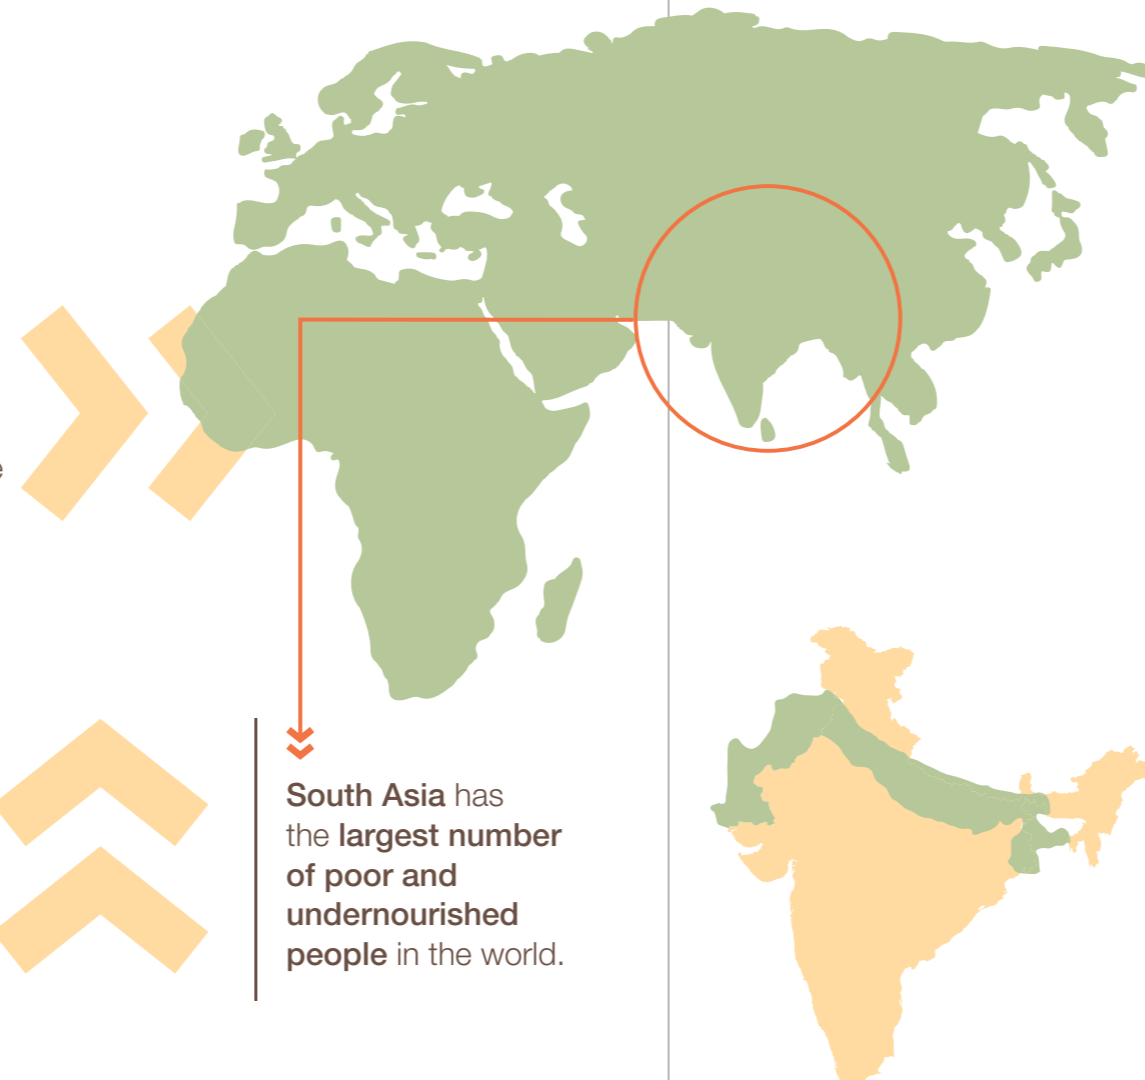 South Asia has
the largest number
of poor and
undernourished
people in the world.